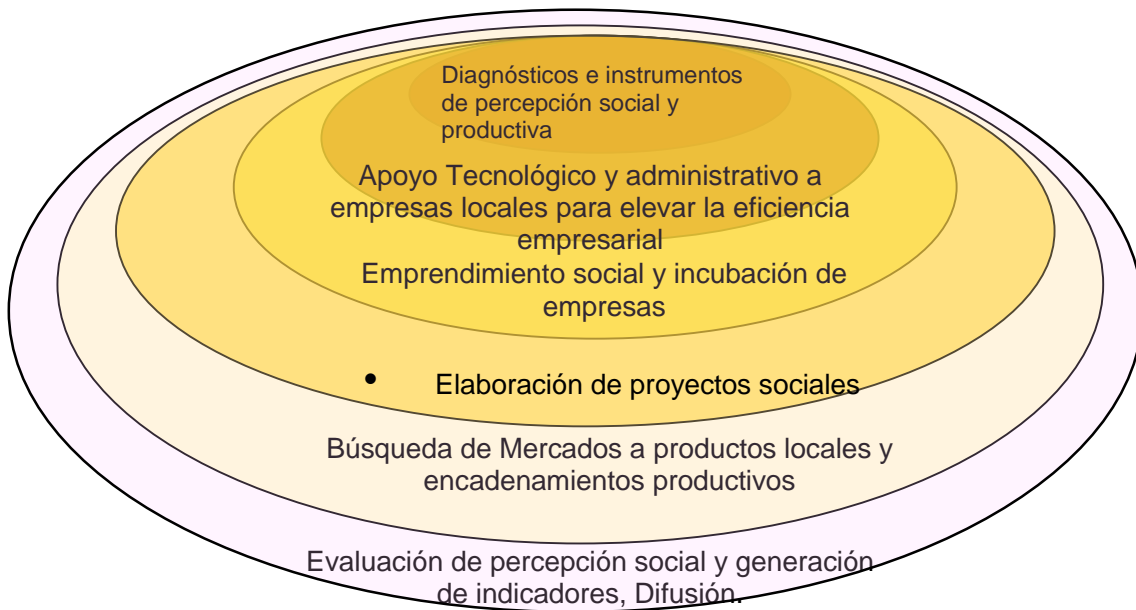 Diagnósticos e instrumentos
de percepción social y
productiva
Apoyo Tecnológico y administrativo a
empresas locales para elevar la eficiencia
empresarial
Emprendimiento social y incubación de
empresas
• Elaboración de proyectos sociales
Búsqueda de Mercados a productos locales y
encadenamientos productivos
Evaluación de percepción social y generación
de indicadores, Difusión.